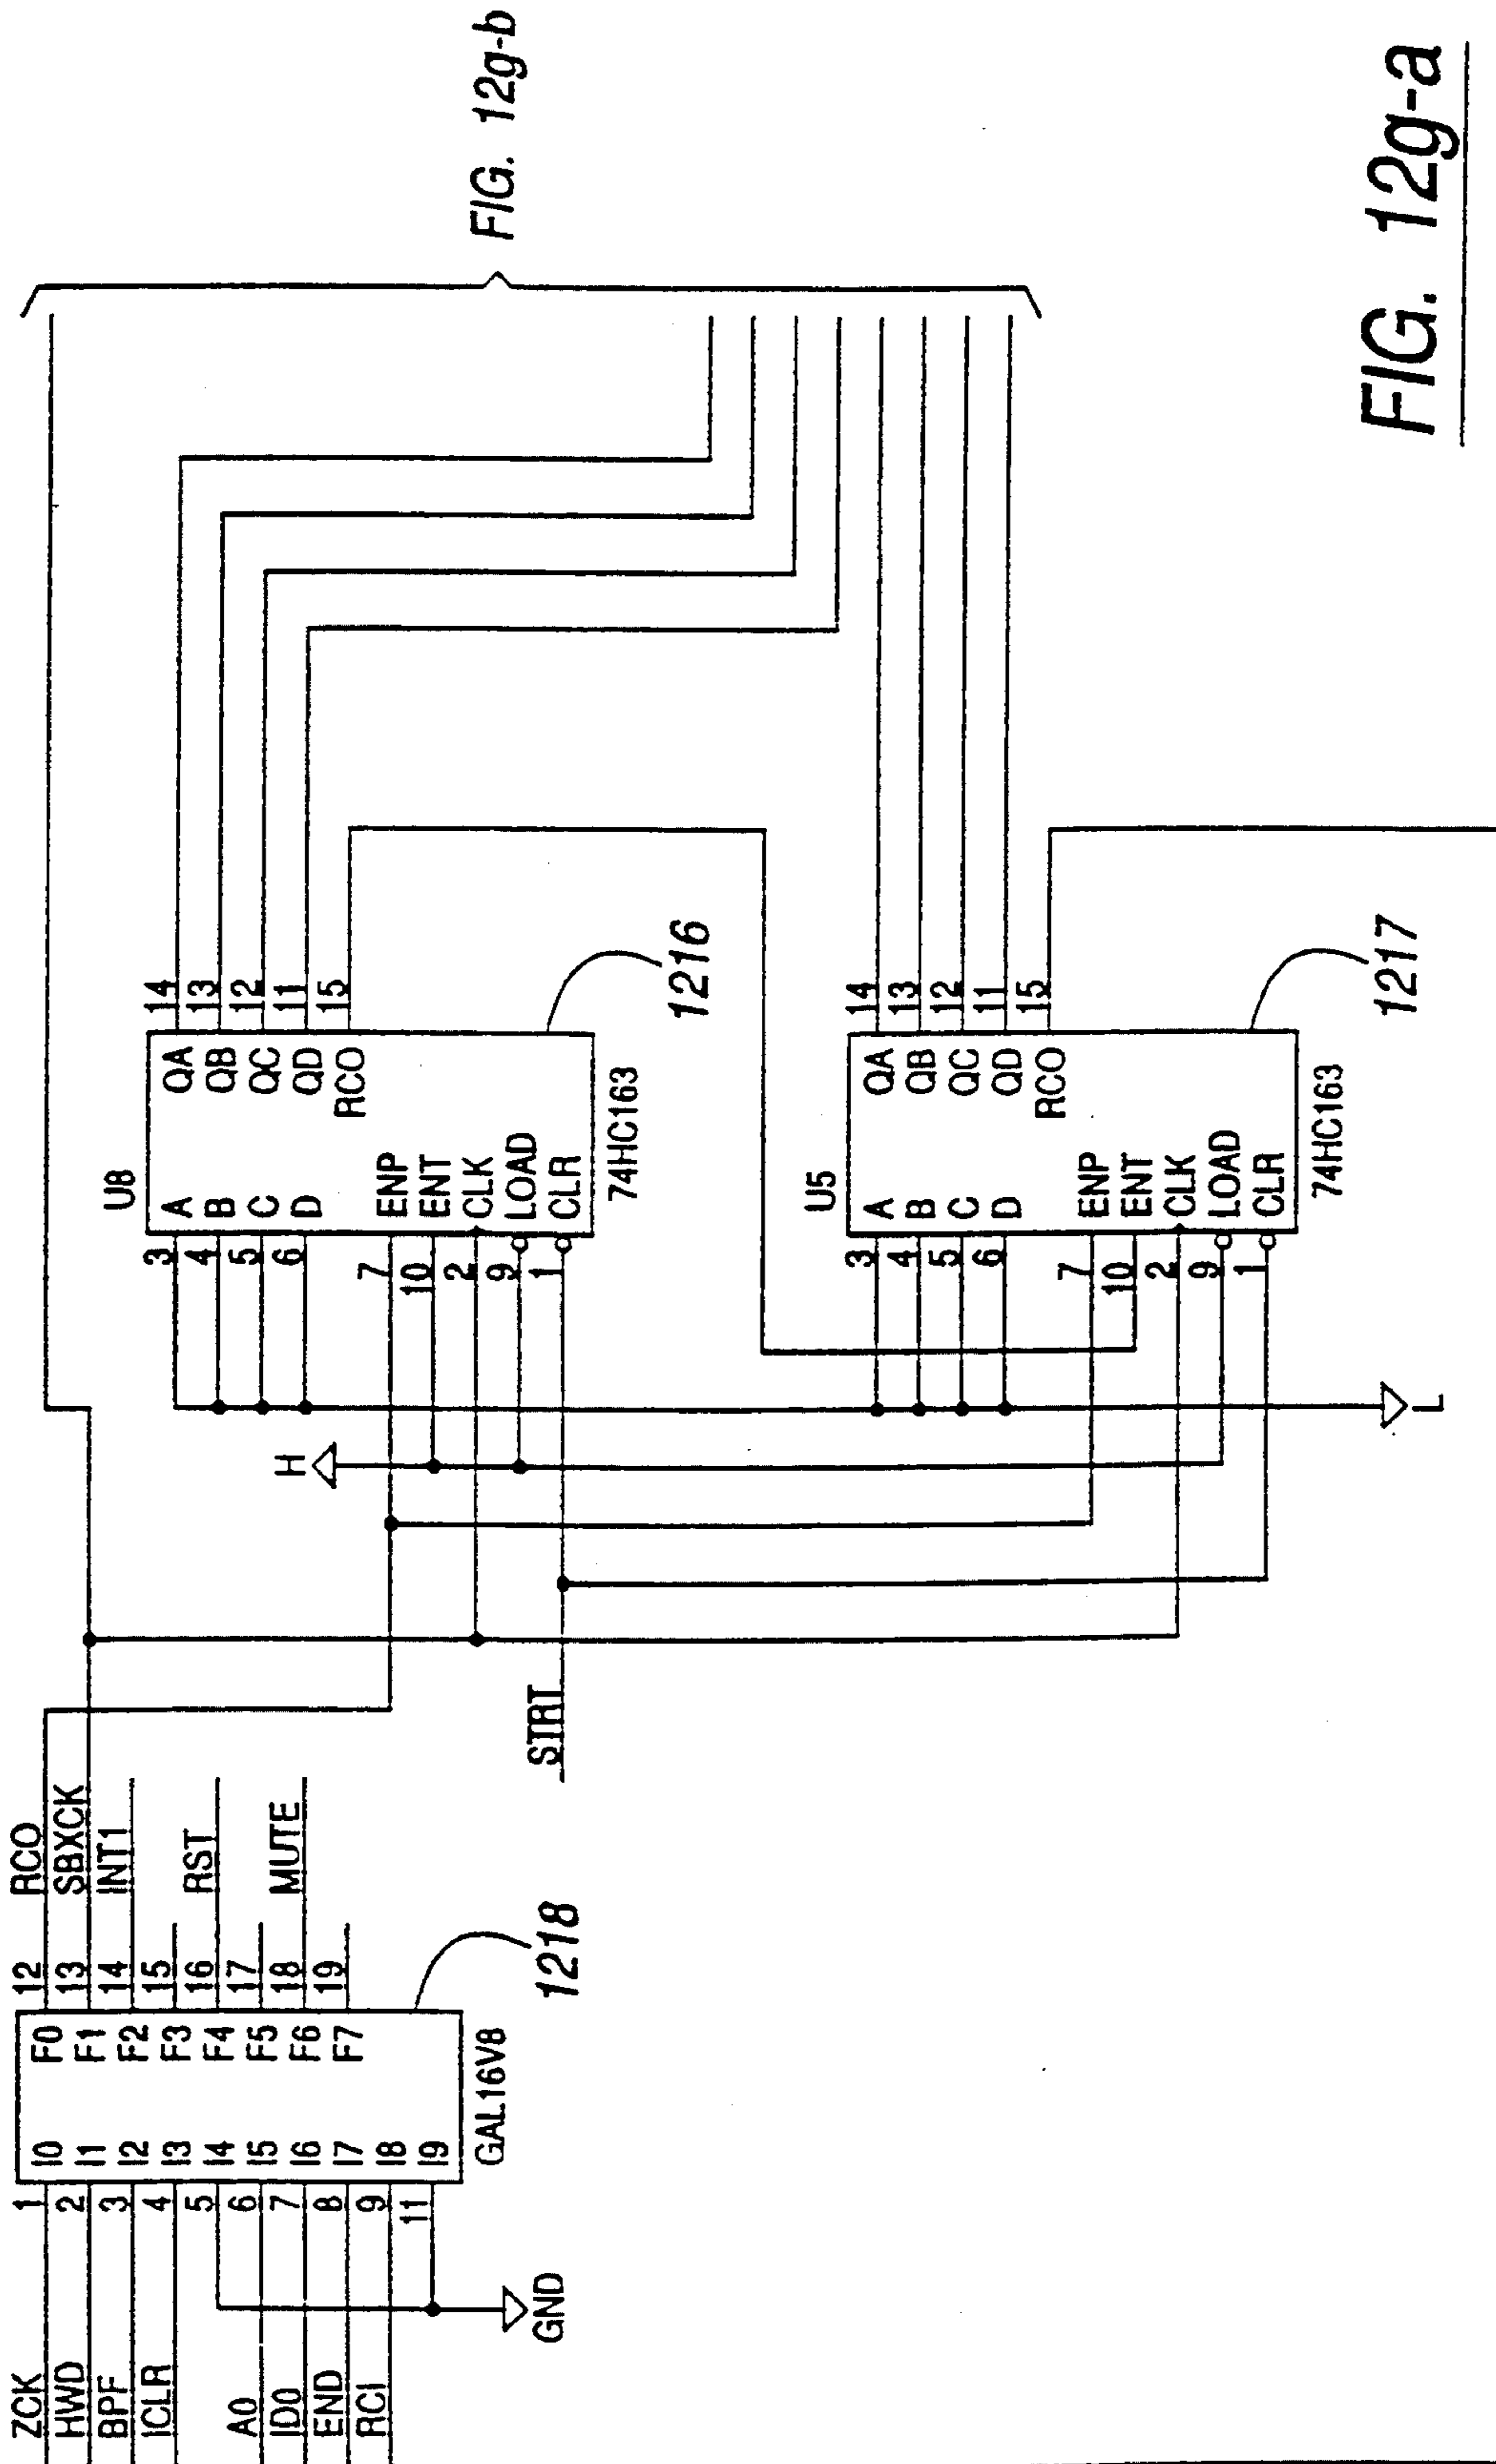 ZCK 1 I0 F0 12 RCO
HWD 2 I1 F1 13 SBXCK
BPF 3 I2 F2 14 INT1
ICLR 4 I3 F3 15
5 I4 F4 16 RST
A0 6 I5 F5 17
ID0 7 I6 F6 18 MUTE
END 8 I7 F7 19
RCI 9 I8
11 I9
GAL16V8
1218
GND
STRT
H
L
U8
3 A QA 14
4 B QB 13
5 C QC 12
6 D QD 11
RCO 15
7 ENP
10 ENT
2 CLK
9 LOAD
1 CLR
74HC163
1216
U5
3 A QA 14
4 B QB 13
5 C QC 12
6 D QD 11
RCO 15
7 ENP
10 ENT
2 CLK
9 LOAD
1 CLR
74HC163
1217
FIG. 12g-b
FIG. 12g-a